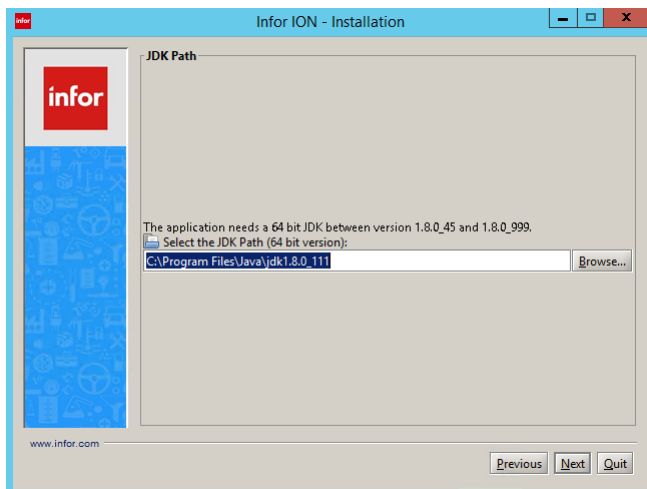 infor
Infor ION - Installation
infor
JDK Path
The application needs a 64 bit JDK between version 1.8.0_45 and 1.8.0_999.
Select the JDK Path (64 bit version):
C:\Program Files\Java\jdk1.8.0_111
Browse...
www.infor.com
Previous Next Quit